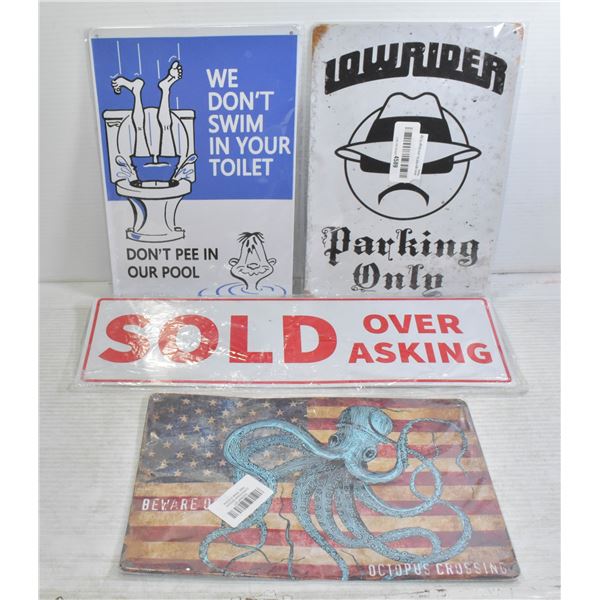 WE
DON'T
SWIM
IN YOUR
TOILET
DON'T PEE IN
OUR POOL
LOWRIDER
4589
Parking
Only
SOLD OVER
ASKING
BEWARE
OCTOPUS CROSSING